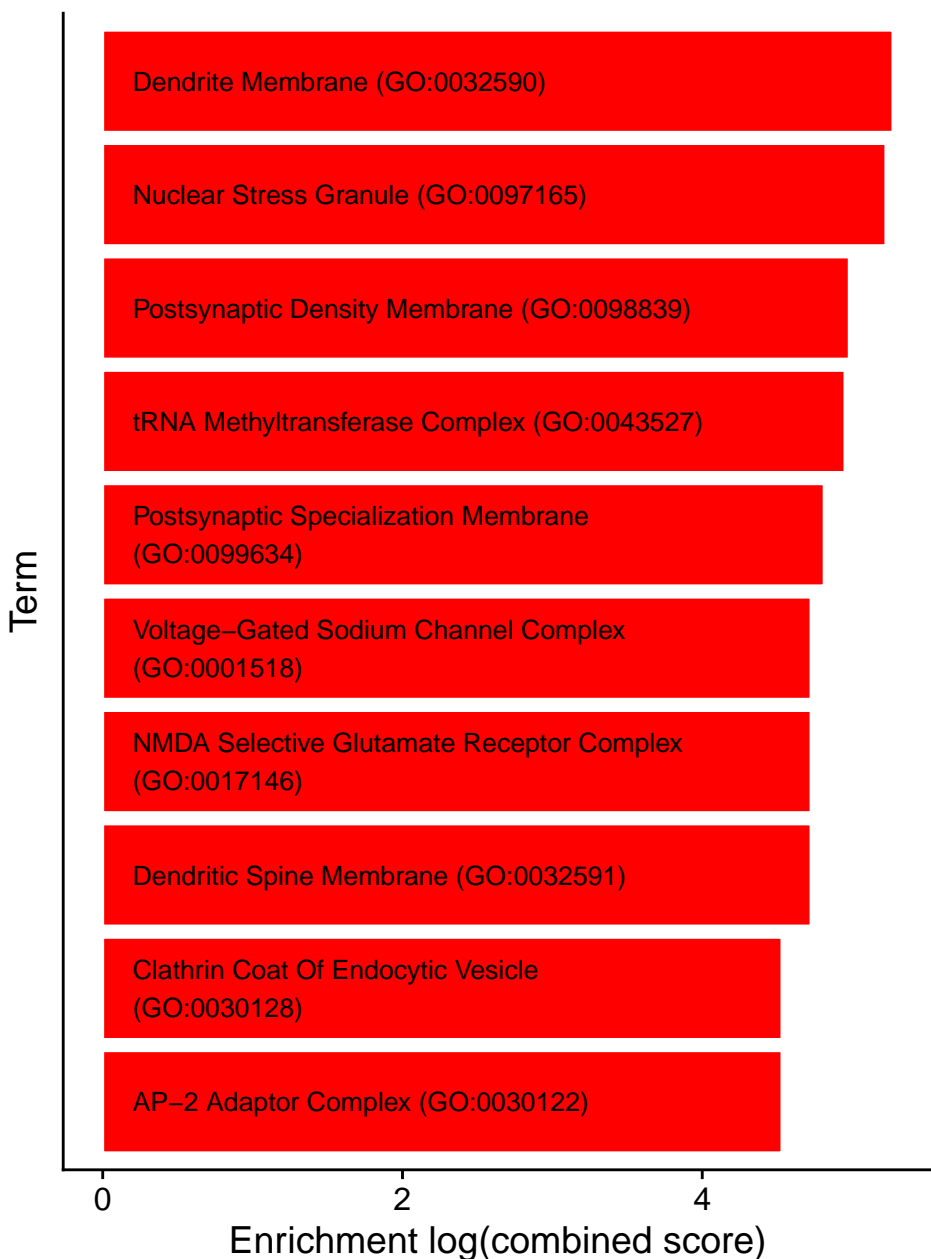 Dendrite Membrane (GO:0032590)
Nuclear Stress Granule (GO:0097165)
Postsynaptic Density Membrane (GO:0098839)
tRNA Methyltransferase Complex (GO:0043527)
Postsynaptic Specialization Membrane
(GO:0099634)
Voltage−Gated Sodium Channel Complex
(GO:0001518)
NMDA Selective Glutamate Receptor Complex
(GO:0017146)
Dendritic Spine Membrane (GO:0032591)
Clathrin Coat Of Endocytic Vesicle
(GO:0030128)
AP−2 Adaptor Complex (GO:0030122)
Term
0 2 4
Enrichment log(combined score)